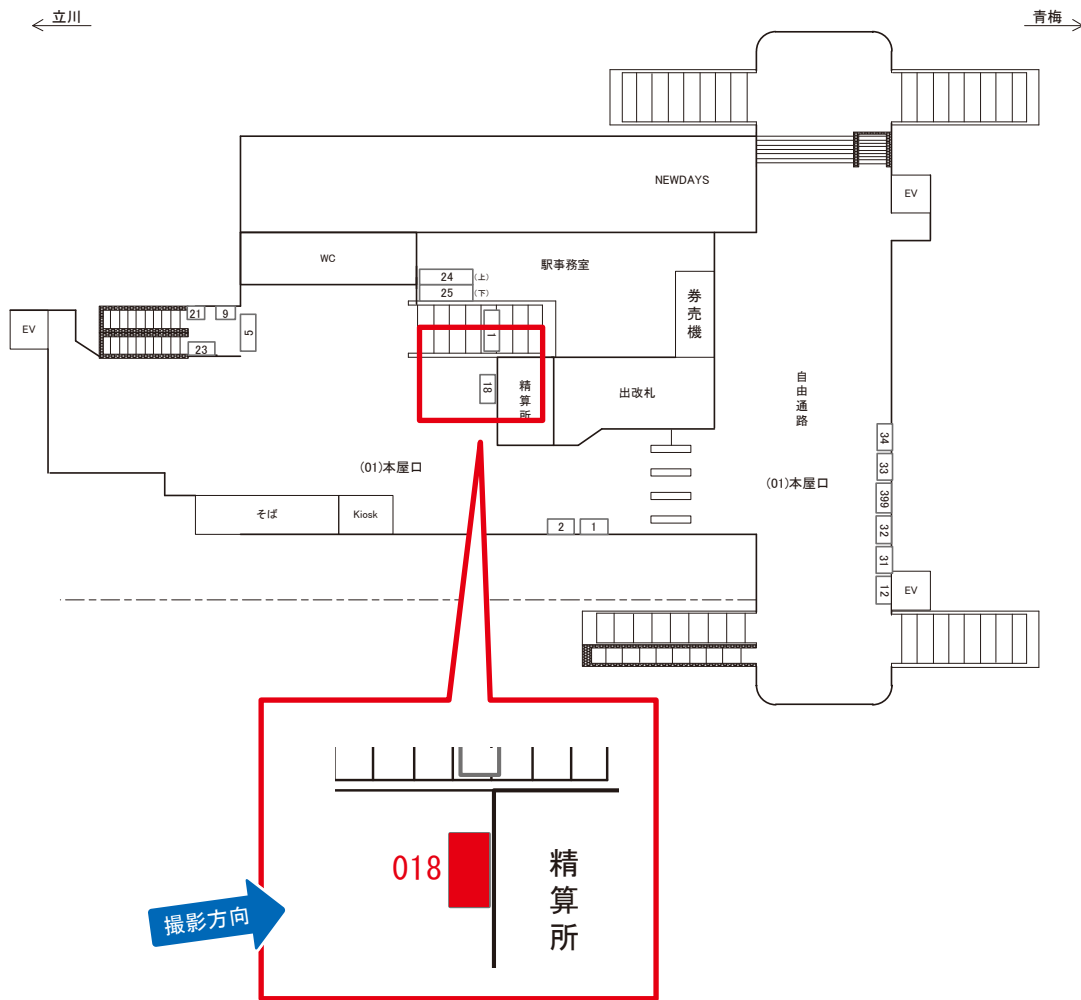 立川
青梅
NEWDAYS
EV
WC
駅事務室
24
(上)
25
(下)
券売機
21
9
5
1
EV
23
18
精算所
出改札
自由通路
34
(01)本屋口
33
(01)本屋口
399
そば
Kiosk
2
1
32
31
12
EV
018
精算所
撮影方向